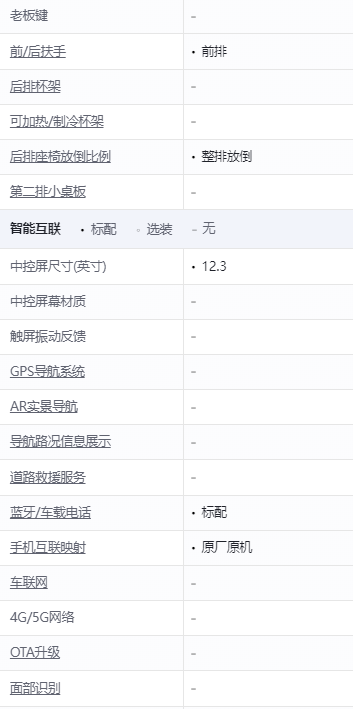 老板键 -
前/后扶手 • 前排
后排杯架 -
可加热/制冷杯架 -
后排座椅放倒比例 • 整排放倒
第二排小桌板 -
智能互联 • 标配 ◦ 选装 - 无
中控屏尺寸(英寸) • 12.3
中控屏幕材质 -
触屏振动反馈 -
GPS导航系统 -
AR实景导航 -
导航路况信息展示 -
道路救援服务 -
蓝牙/车载电话 • 标配
手机互联映射 • 原厂原机
车联网 -
4G/5G网络 -
OTA升级 -
面部识别 -